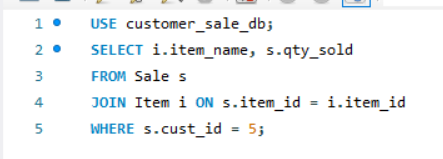 1 USE customer_sale_db;
2 SELECT i.item_name, s.qty_sold
3 FROM Sale s
4 JOIN Item i ON s.item_id = i.item_id
5 WHERE s.cust_id = 5;